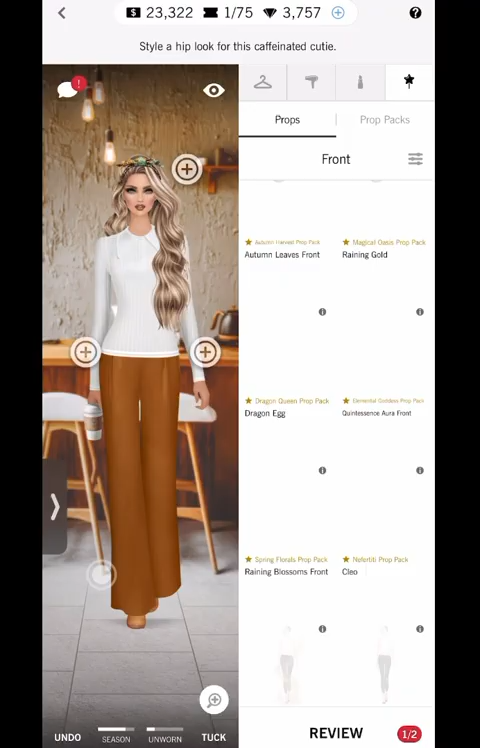 $ 23,322 1/75 3,757
Style a hip look for this caffeinated cutie.
!
Props
Prop Packs
Front
Autumn Harvest Prop Pack
Autumn Leaves Front
Magical Oasis Prop Pack
Raining Gold
Dragon Queen Prop Pack
Dragon Egg
Elemental Goddess Prop Pack
Quintessence Aura Front
Spring Florals Prop Pack
Raining Blossoms Front
Nefertiti Prop Pack
Cleo
UNDO
SEASON
UNWORN
TUCK
REVIEW
1/2